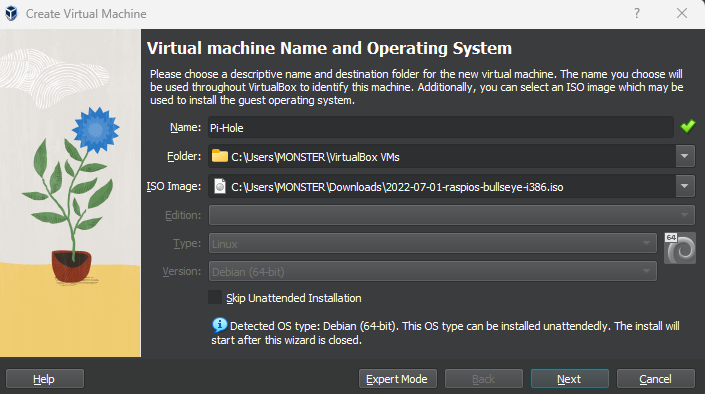 Create Virtual Machine
?
Virtual machine Name and Operating System
Please choose a descriptive name and destination folder for the new virtual machine. The name you choose will
be used throughout VirtualBox to identify this machine. Additionally, you can select an ISO image which may be
used to install the guest operating system.
Name: Pi-Hole
Folder: C:\Users\MONSTER\VirtualBox VMs
ISO Image: C:\Users\MONSTER\Downloads\2022-07-01-raspios-bullseye-i386.iso
Edition:
Type: Linux
64
Version: Debian (64-bit)
Skip Unattended Installation
Detected OS type: Debian (64-bit). This OS type can be installed unattendedly. The install will
start after this wizard is closed.
Help Expert Mode Back Next Cancel